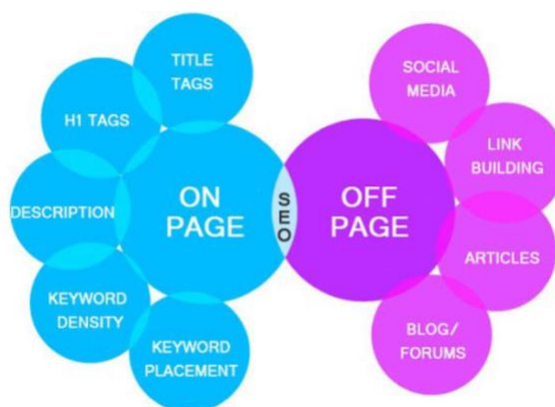 TITLE
TAGS
H1 TAGS
DESCRIPTION
KEYWORD
DENSITY
KEYWORD
PLACEMENT
ON
PAGE
SEO
OFF
PAGE
SOCIAL
MEDIA
LINK
BUILDING
ARTICLES
BLOG/
FORUMS